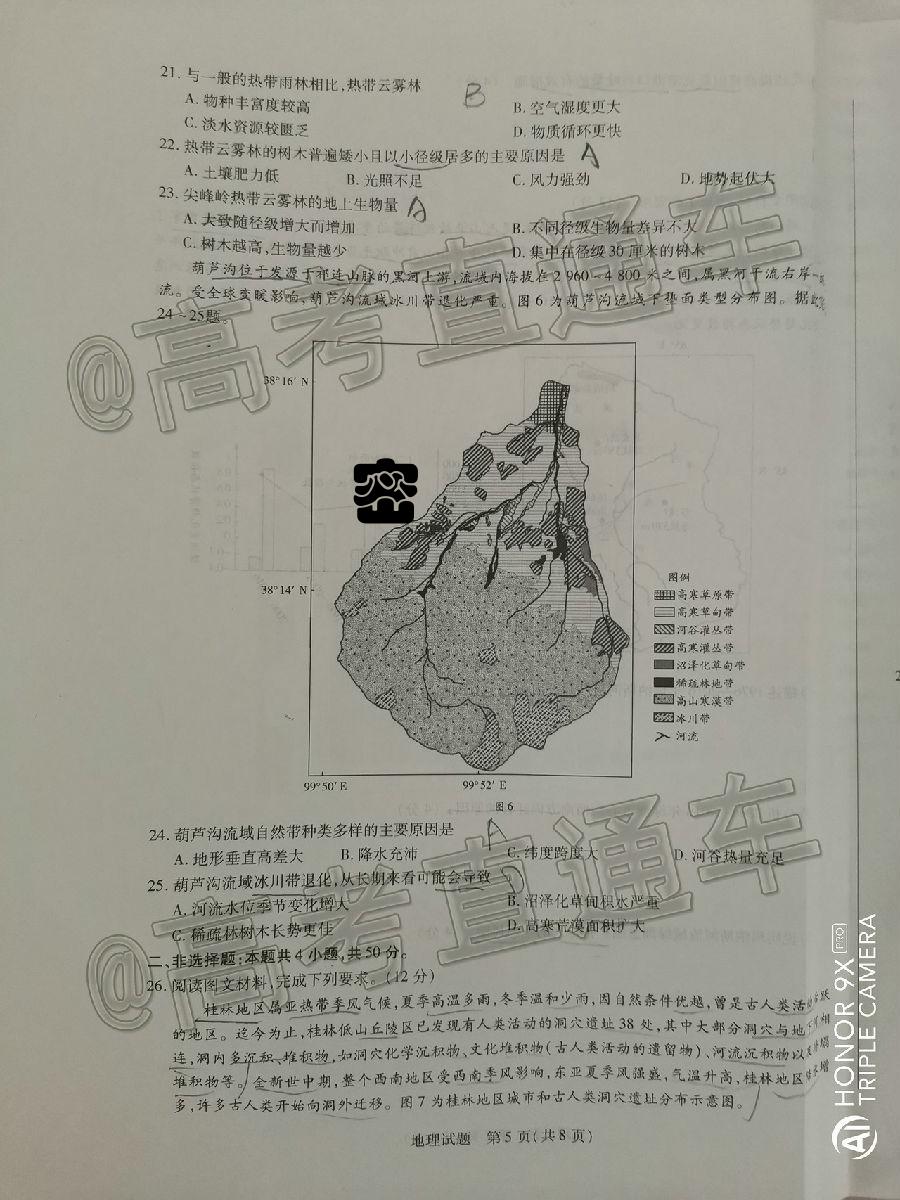 21. 与一般的热带雨林相比,热带云雾林
B
A. 物种丰富度较高 B. 空气湿度更大
C. 淡水资源较匮乏 D. 物质循环更快
22. 热带云雾林的树木普遍矮小且以小径级居多的主要原因是 A
A. 土壤肥力低 B. 光照不足 C. 风力强劲 D. 地势起伏大
23. 尖峰岭热带云雾林的地上生物量
A. 大致随径级增大而增加 B. 不同径级生物量差异不大
C. 树木越高,生物量越少 D. 集中在径级30厘米的树木
葫芦沟位于发源于祁连山脉的黑河上游,流域内海拔在2 960~4 800米之间,属黑河干流右岸一
流。受全球变暖影响,葫芦沟流域冰川带退化严重。图6为葫芦沟流域下垫面类型分布图。据
24~25题。
38°16′ N
密
38°14′ N
图例
高寒草原带
高寒草甸带
河谷灌丛带
高寒灌丛带
沼泽化草甸带
稀疏林地带
高山寒漠带
冰川带
河流
99°50′ E 99°52′ E
图6
24. 葫芦沟流域自然带种类多样的主要原因是 A
A. 地形垂直高差大 B. 降水充沛 C. 纬度跨度大 D. 河谷热量充足
25. 葫芦沟流域冰川带退化,从长期来看可能会导致
A. 河流水位季节变化增大 B. 沼泽化草甸积水严重
C. 稀疏林树木长势更佳 D. 高寒荒漠面积扩大
二、非选择题:本题共4小题,共50分。
26. 阅读图文材料,完成下列要求。(12分)
桂林地区属亚热带季风气候,夏季高温多雨,冬季温和少雨,因自然条件优越,曾是古人类活
的地区。迄今为止,桂林低山丘陵区已发现有人类活动的洞穴遗址38处,其中大部分洞穴与地
连,洞内多沉积、堆积物,如洞穴化学沉积物、文化堆积物(古人类活动的遗留物)、河流沉积物以
堆积物等。全新世中期,整个西南地区受西南季风影响,东亚夏季风强盛,气温升高,桂林地区
多,许多古人类开始向洞外迁移。图7为桂林地区城市和古人类洞穴遗址分布示意图。
地理试题 第5页(共8页)
@高考直通车
@高考直通车
HONOR 9X PRO
AI TRIPLE CAMERA